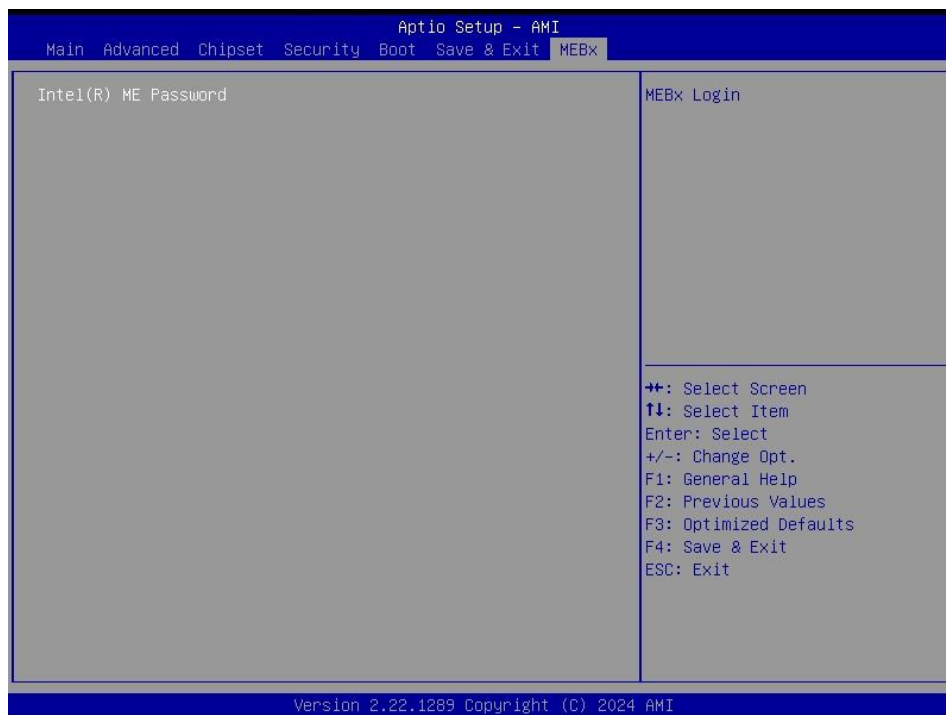 Aptio Setup – AMI
Main Advanced Chipset Security Boot Save & Exit MEBx
Intel(R) ME Password
MEBx Login
→←: Select Screen
↑↓: Select Item
Enter: Select
+/-: Change Opt.
F1: General Help
F2: Previous Values
F3: Optimized Defaults
F4: Save & Exit
ESC: Exit
Version 2.22.1289 Copyright (C) 2024 AMI